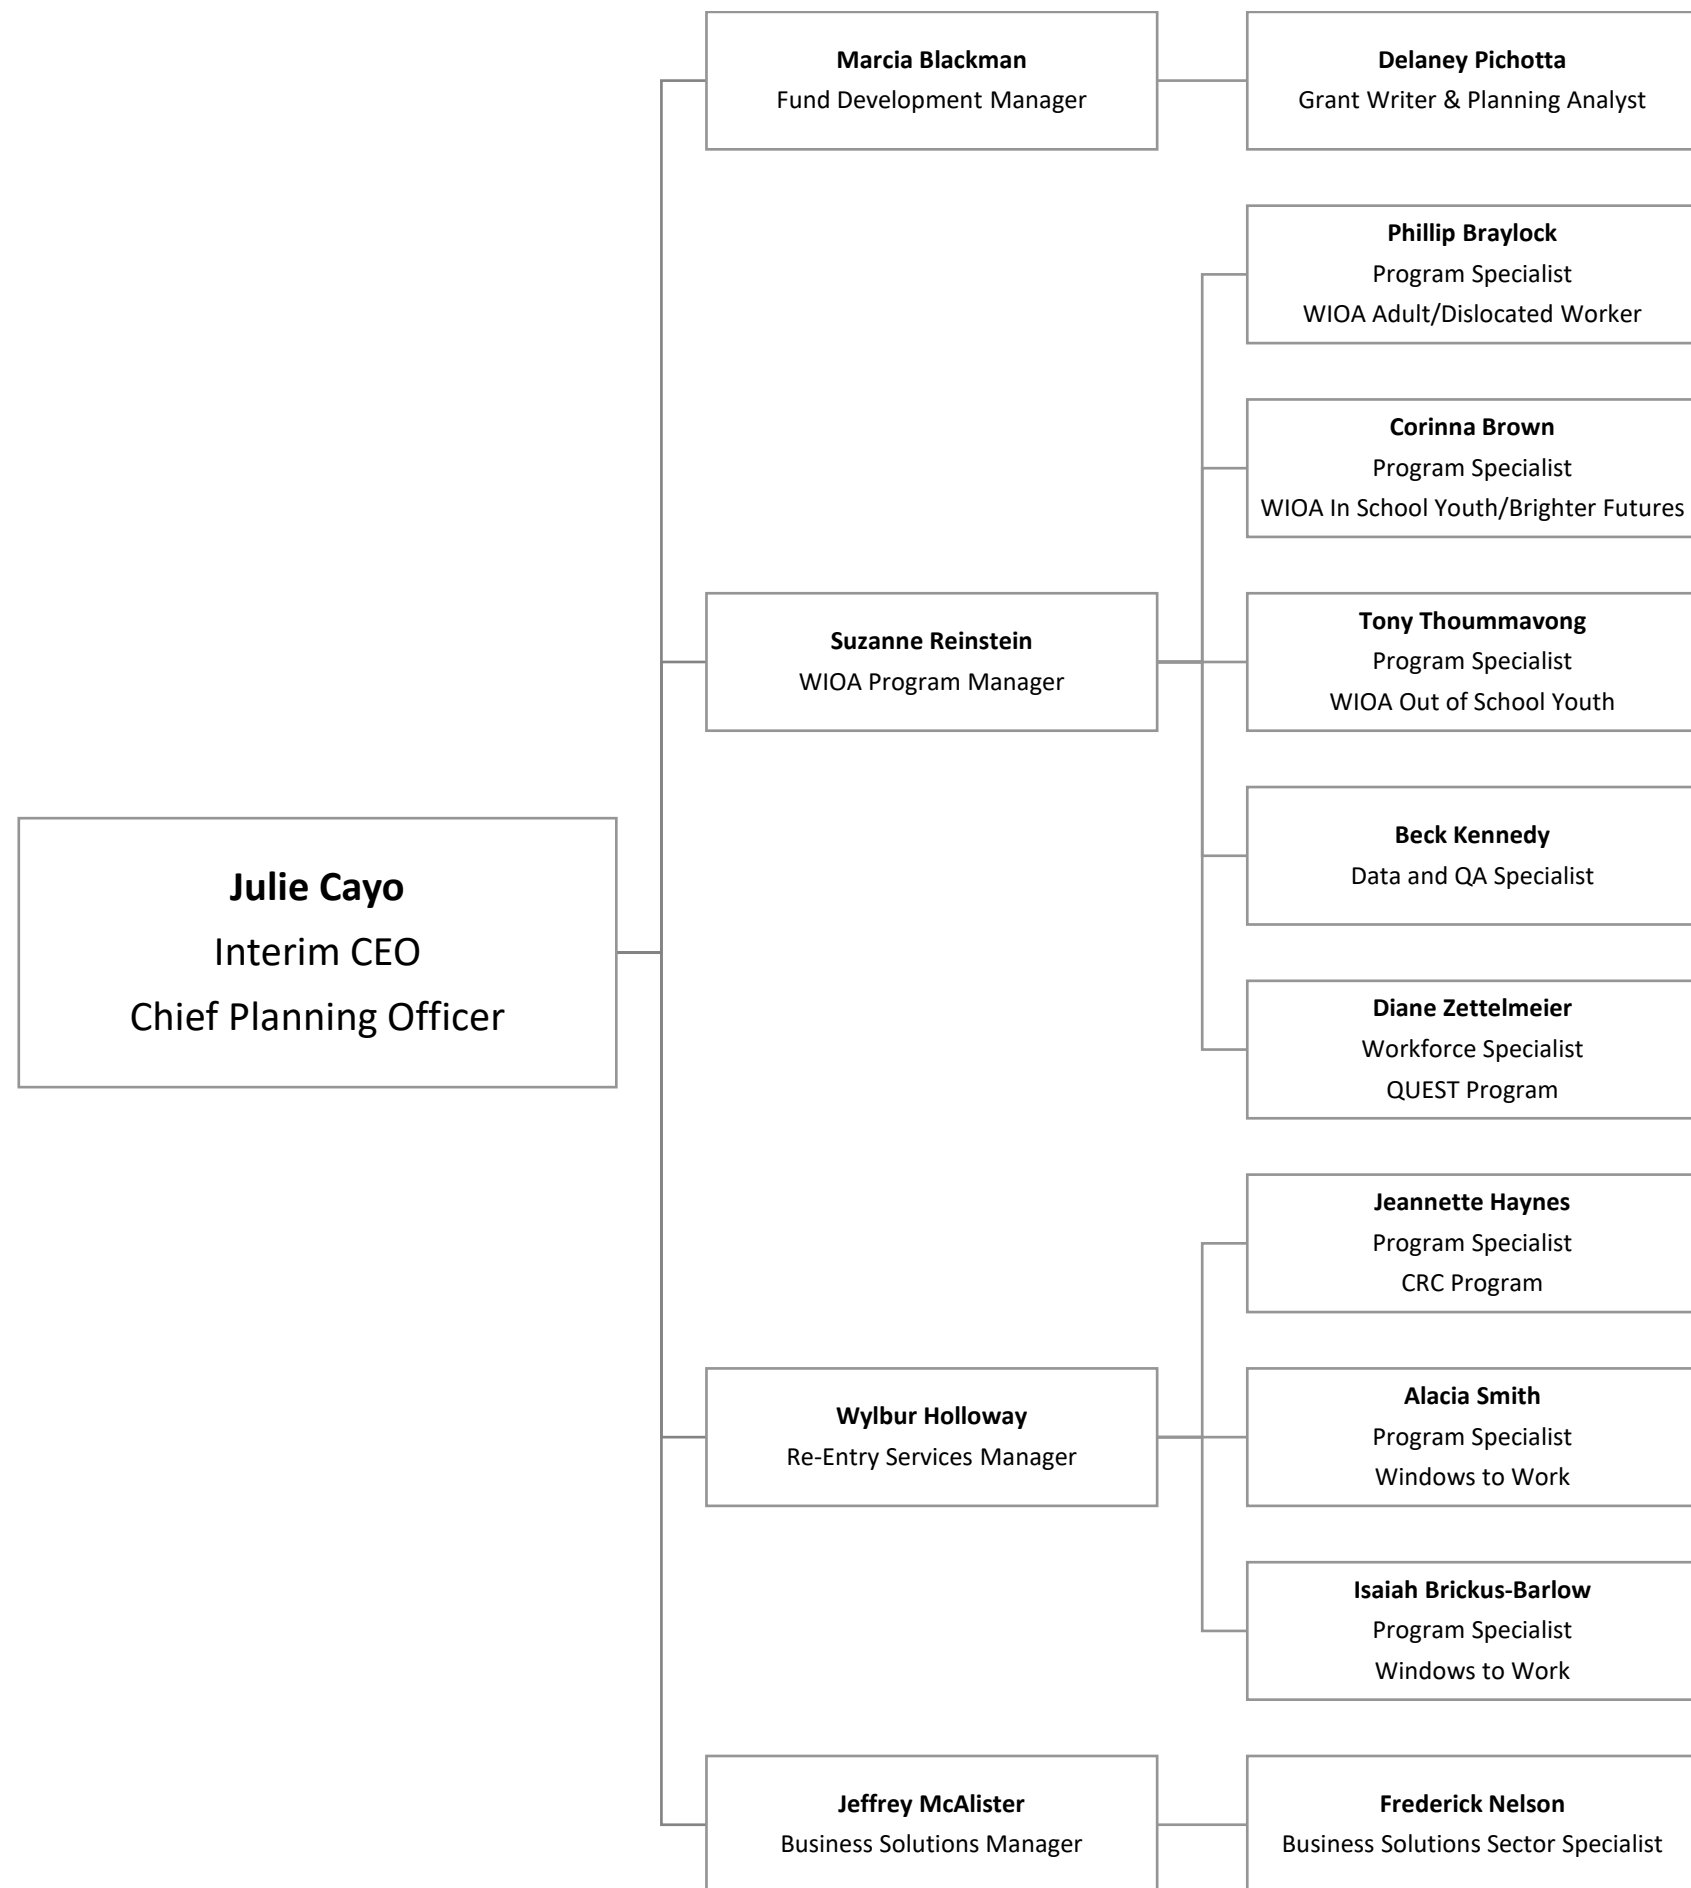 Marcia Blackman
Fund Development Manager
Delaney Pichotta
Grant Writer & Planning Analyst
Phillip Braylock
Program Specialist
WIOA Adult/Dislocated Worker
Corinna Brown
Program Specialist
WIOA In School Youth/Brighter Futures
Suzanne Reinstein
WIOA Program Manager
Tony Thoummavong
Program Specialist
WIOA Out of School Youth
Beck Kennedy
Data and QA Specialist
Julie Cayo
Interim CEO
Chief Planning Officer
Diane Zettelmeier
Workforce Specialist
QUEST Program
Jeannette Haynes
Program Specialist
CRC Program
Wylbur Holloway
Re-Entry Services Manager
Alacia Smith
Program Specialist
Windows to Work
Isaiah Brickus-Barlow
Program Specialist
Windows to Work
Jeffrey McAlister
Business Solutions Manager
Frederick Nelson
Business Solutions Sector Specialist